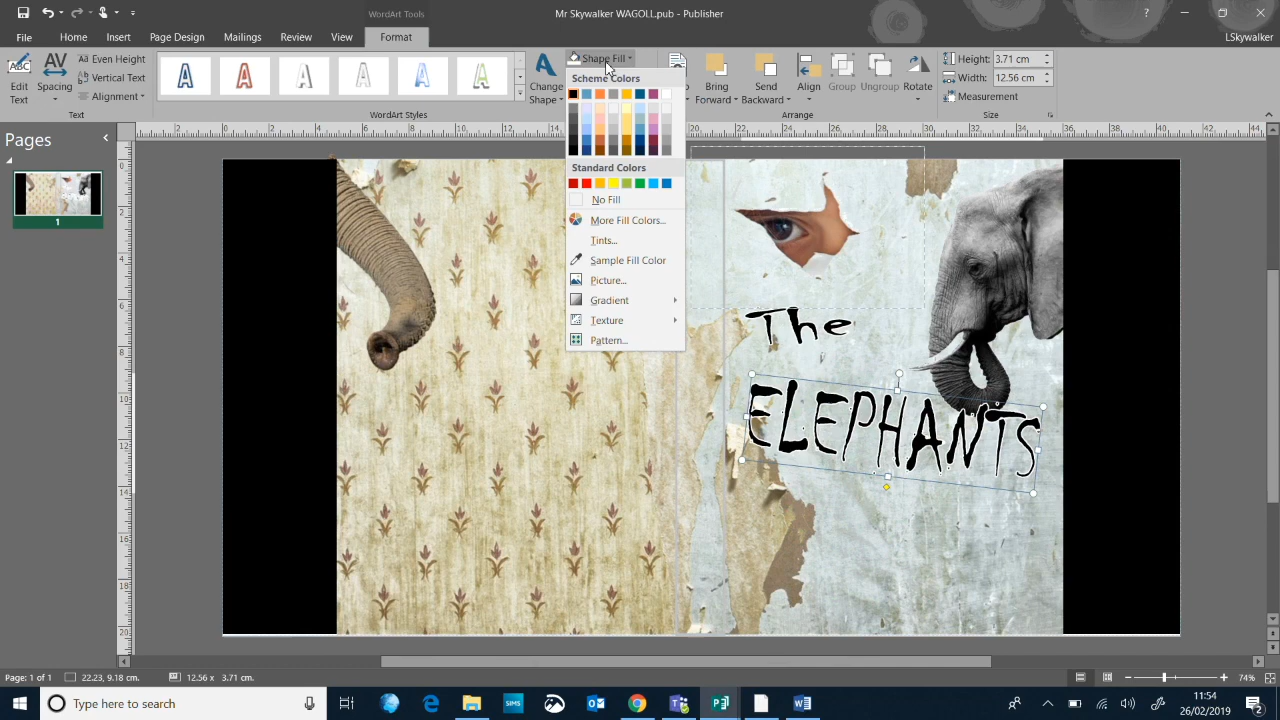 WordArt Tools
Mr Skywalker WAGOLL.pub - Publisher
?
File
Home
Insert
Page Design
Mailings
Review
View
Format
LSkywalker
Edit Text
Spacing
Even Height
Vertical Text
Alignment
Text
A A A A A A
WordArt Styles
Change Shape
Shape Fill
Bring Forward
Send Backward
Align
Group
Ungroup
Rotate
Arrange
Height: 3.71 cm
Width: 12.56 cm
Measurement
Size
Scheme Colors
Standard Colors
No Fill
More Fill Colors...
Tints...
Sample Fill Color
Picture...
Gradient
Texture
Pattern...
Pages
1
The
ELEPHANTS
Page: 1 of 1
22.23, 9.18 cm.
12.56 x 3.71 cm.
74%
Type here to search
SIMS
11:54
26/02/2019
2